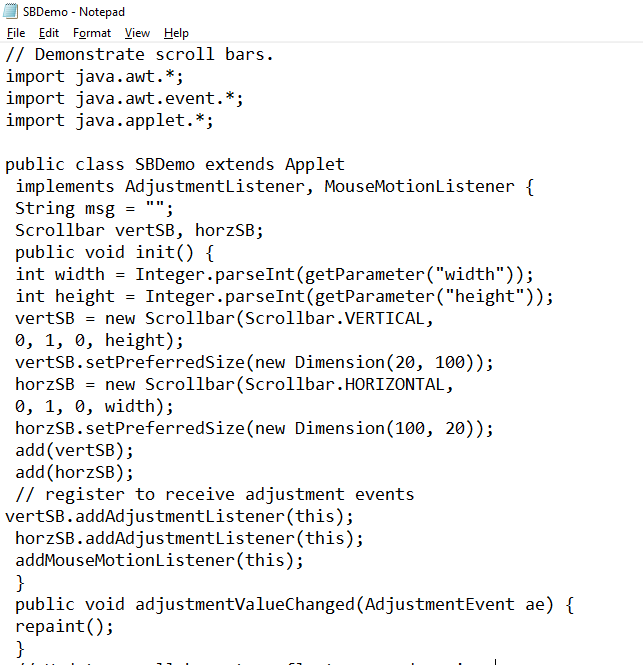 SBDemo - Notepad
File Edit Format View Help
// Demonstrate scroll bars.
import java.awt.*;
import java.awt.event.*;
import java.applet.*;

public class SBDemo extends Applet
 implements AdjustmentListener, MouseMotionListener {
 String msg = "";
 Scrollbar vertSB, horzSB;
 public void init() {
 int width = Integer.parseInt(getParameter("width"));
 int height = Integer.parseInt(getParameter("height"));
 vertSB = new Scrollbar(Scrollbar.VERTICAL,
 0, 1, 0, height);
 vertSB.setPreferredSize(new Dimension(20, 100));
 horzSB = new Scrollbar(Scrollbar.HORIZONTAL,
 0, 1, 0, width);
 horzSB.setPreferredSize(new Dimension(100, 20));
 add(vertSB);
 add(horzSB);
 // register to receive adjustment events
vertSB.addAdjustmentListener(this);
 horzSB.addAdjustmentListener(this);
 addMouseMotionListener(this);
 }
 public void adjustmentValueChanged(AdjustmentEvent ae) {
 repaint();
 }